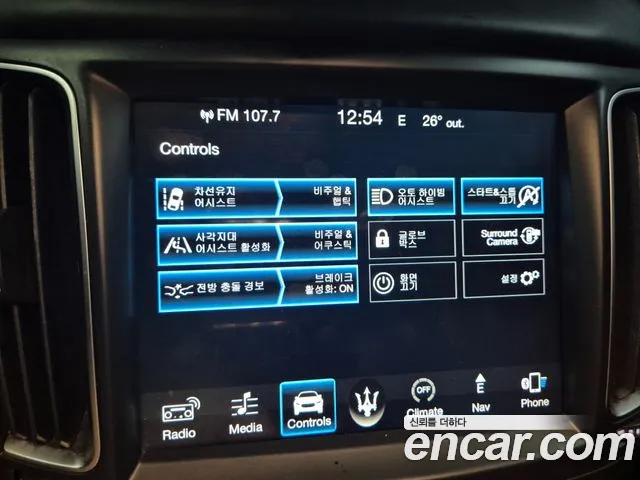 FM 107.7 12:54 E 26° out.
Controls
차선유지
어시스트
비주얼 &
햅틱
오토 하이빔
어시스트
스타트&스톱
끄기
사각지대
어시스트 활성화
비주얼 &
어쿠스틱
글로브
박스
Surround
Camera
전방 충돌 경보
브레이크
활성화: ON
화면
끄기
설정
OFF
E
Radio
Media
Controls
Climate
Nav
Phone
신뢰를 더하다
encar.com